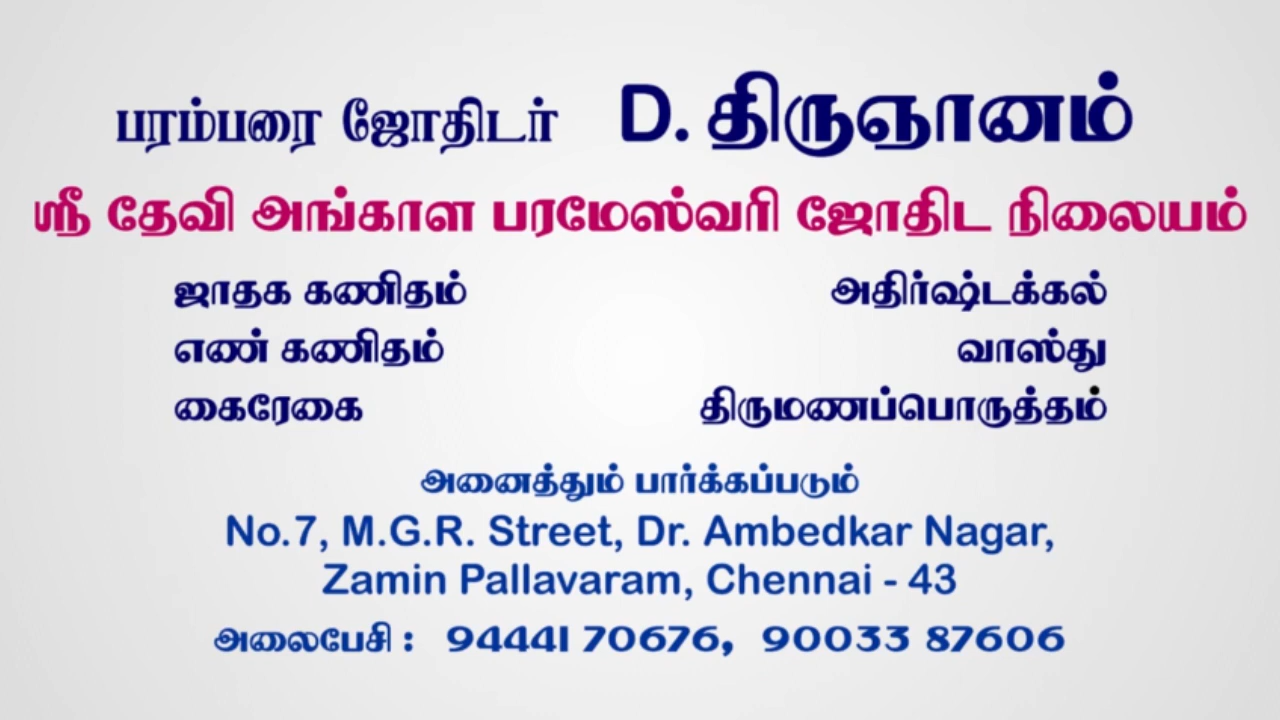 பரம்பரை ஜோதிடர் D. திருஞானம்
ஸ்ரீ தேவி அங்காள பரமேஸ்வரி ஜோதிட நிலையம்
ஜாதக கணிதம் அதிர்ஷ்டக்கல்
எண் கணிதம் வாஸ்து
கைரேகை திருமணப்பொருத்தம்
அனைத்தும் பார்க்கப்படும்
No.7, M.G.R. Street, Dr. Ambedkar Nagar,
Zamin Pallavaram, Chennai - 43
அலைபேசி : 94441 70676, 90033 87606